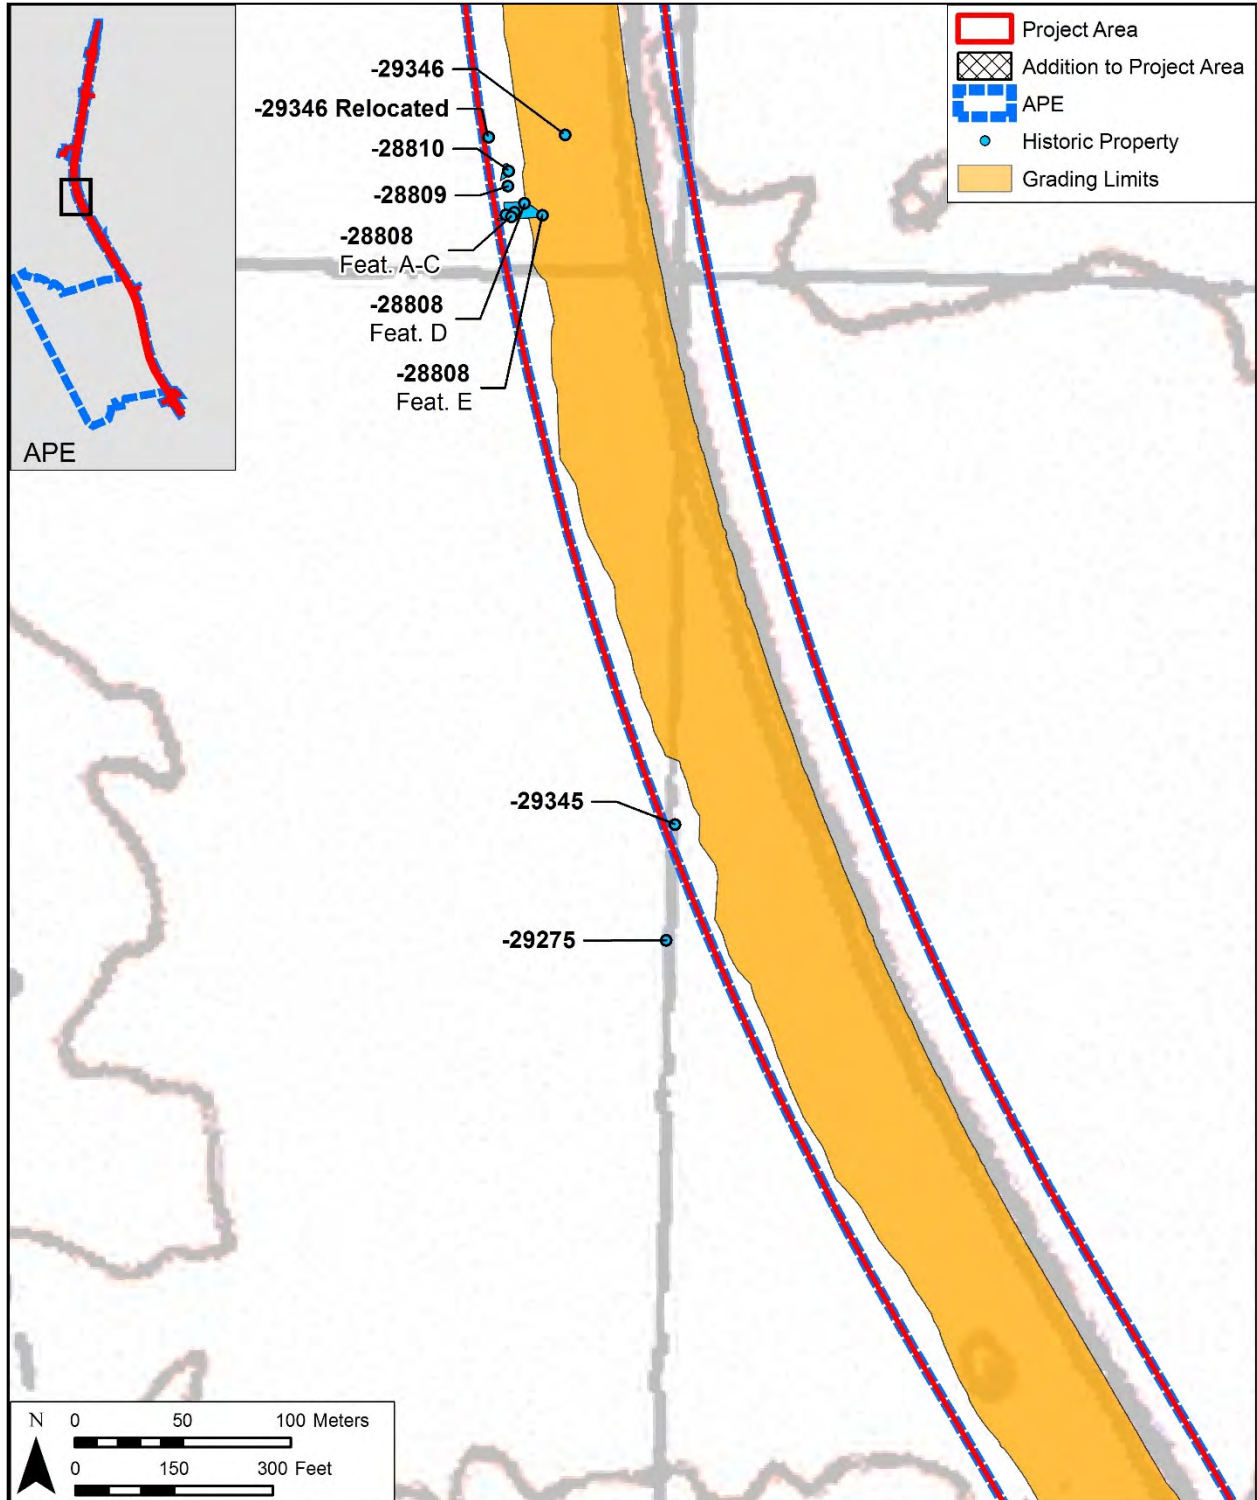 -29346
-29346 Relocated
-28810
-28809
-28808
Feat. A-C
-28808
Feat. D
-28808
Feat. E
APE
Project Area
Addition to Project Area
APE
Historic Property
Grading Limits
-29345
-29275
N 0 50 100 Meters
0 150 300 Feet